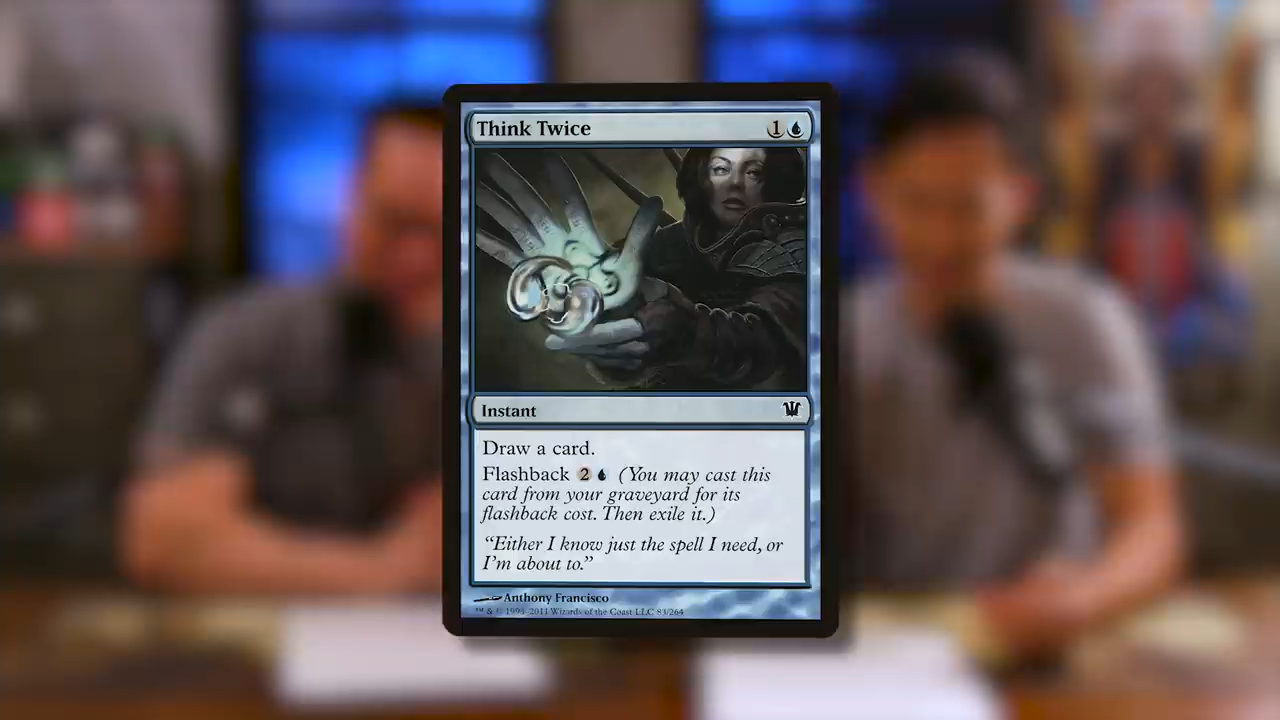 Think Twice 1
Instant
Draw a card.
Flashback 2 (You may cast this
card from your graveyard for its
flashback cost. Then exile it.)
“Either I know just the spell I need, or
I’m about to.”
Anthony Francisco
™ & © 1993–2011 Wizards of the Coast LLC 83/264